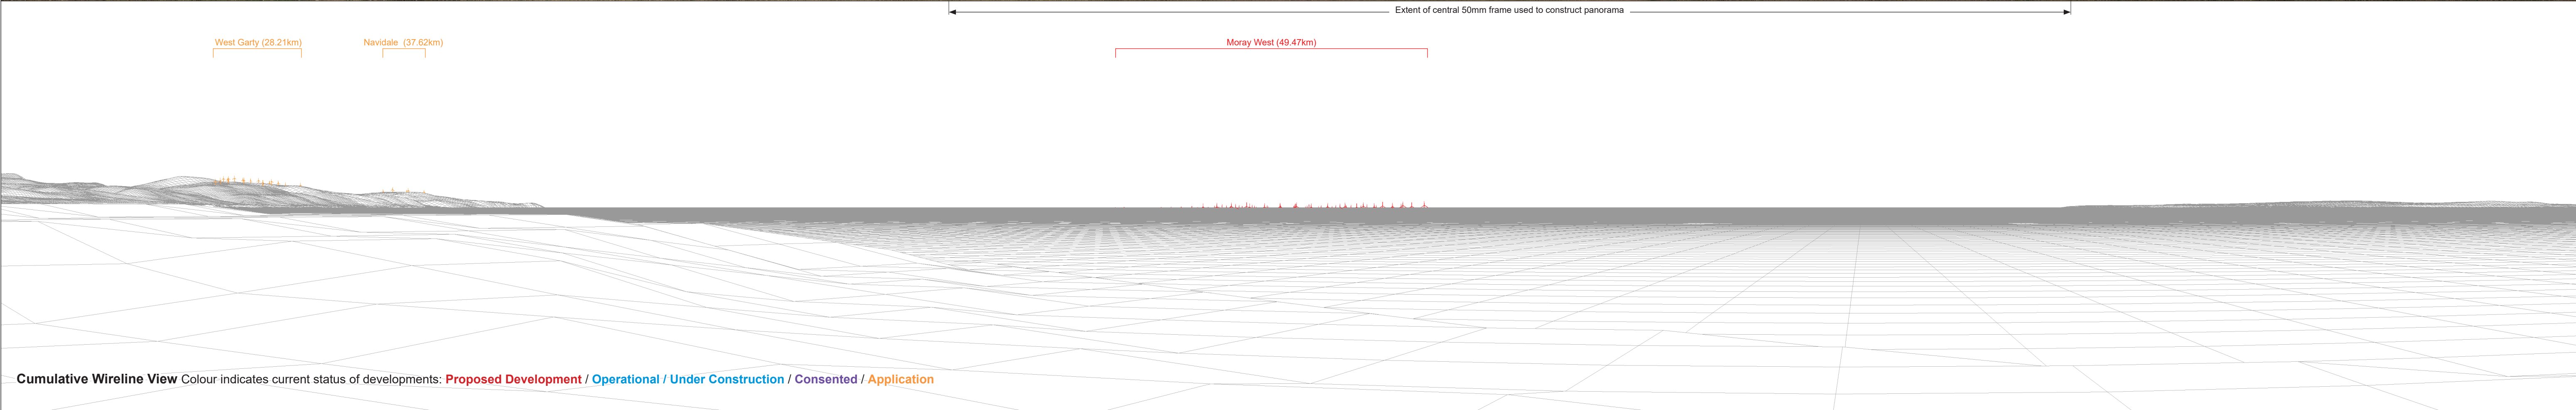 Extent of central 50mm frame used to construct panorama
West Garty (28.21km)
Navidale (37.62km)
Moray West (49.47km)
Cumulative Wireline View Colour indicates current status of developments: Proposed Development / Operational / Under Construction / Consented / Application